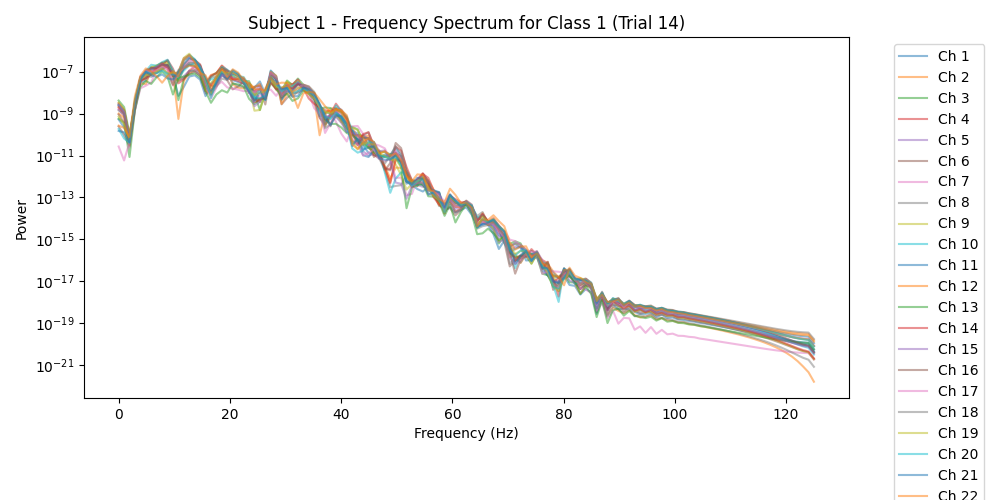 Subject 1 - Frequency Spectrum for Class 1 (Trial 14)
Power
10⁻⁷
10⁻⁹
10⁻¹¹
10⁻¹³
10⁻¹⁵
10⁻¹⁷
10⁻¹⁹
10⁻²¹
0 20 40 60 80 100 120
Frequency (Hz)
Ch 1
Ch 2
Ch 3
Ch 4
Ch 5
Ch 6
Ch 7
Ch 8
Ch 9
Ch 10
Ch 11
Ch 12
Ch 13
Ch 14
Ch 15
Ch 16
Ch 17
Ch 18
Ch 19
Ch 20
Ch 21
Ch 22